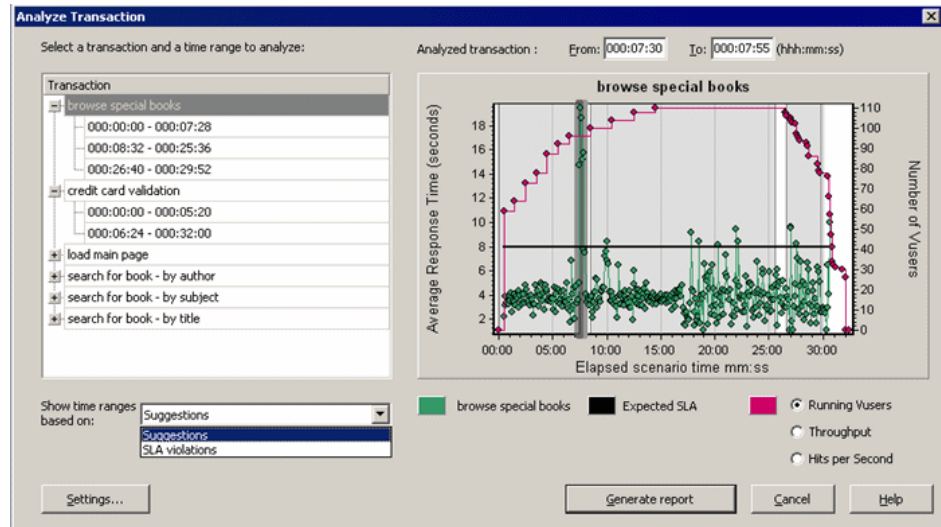 Analyze Transaction
Select a transaction and a time range to analyze:
Analyzed transaction : From: 000:07:30 To: 000:07:55 (hhh:mm:ss)
Transaction
browse special books
000:00:00 - 000:07:28
000:08:32 - 000:25:36
000:26:40 - 000:29:52
credit card validation
000:00:00 - 000:05:20
000:06:24 - 000:32:00
load main page
search for book - by author
search for book - by subject
search for book - by title
Show time ranges
based on:
Suggestions
Suggestions
SLA violations
Settings...
browse special books
Average Response Time (seconds)
18
16
14
12
10
8
6
4
2
110
100
90
80
70
60
50
40
30
20
10
0
Number of Vusers
00:00 05:00 10:00 15:00 20:00 25:00 30:00
Elapsed scenario time mm:ss
browse special books Expected SLA Running Vusers
Throughput
Hits per Second
Generate report Cancel Help